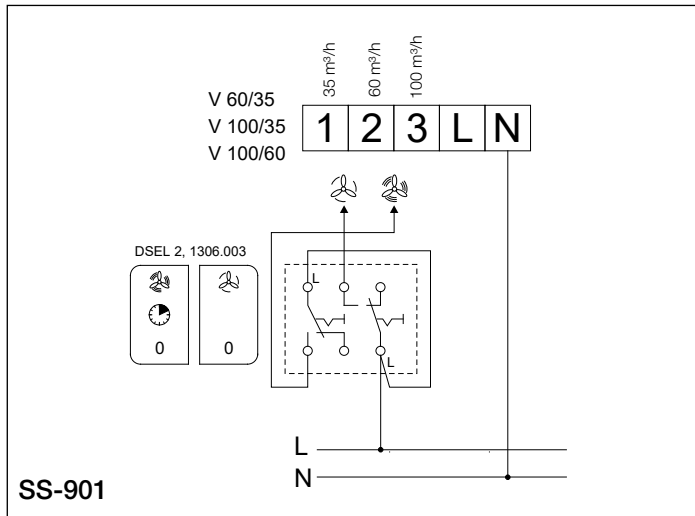 35 m³/h
60 m³/h
100 m³/h
V 60/35
V 100/35
V 100/60
1 2 3 L N
DSEL 2, 1306.003
L
0 0
L
L
N
SS-901